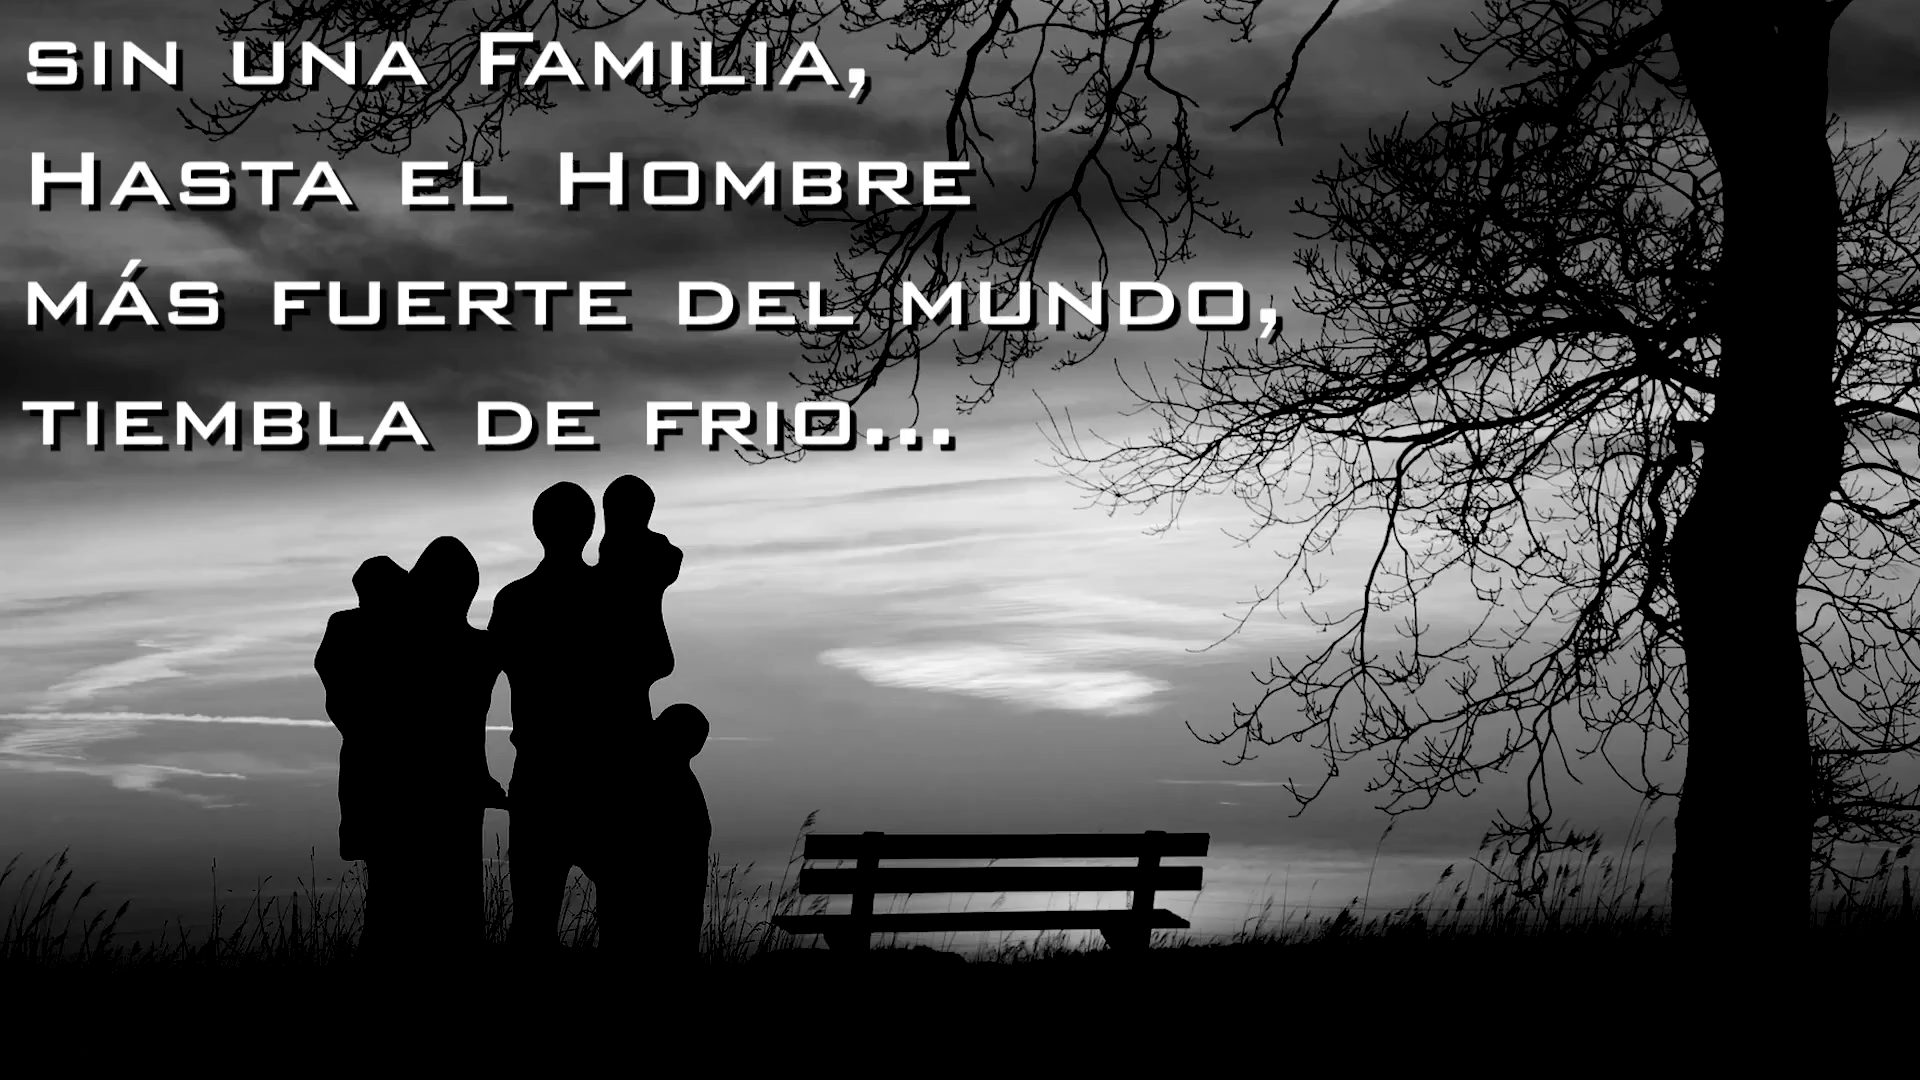 sin una Familia,
Hasta el Hombre
más fuerte del mundo,
tiembla de frio...